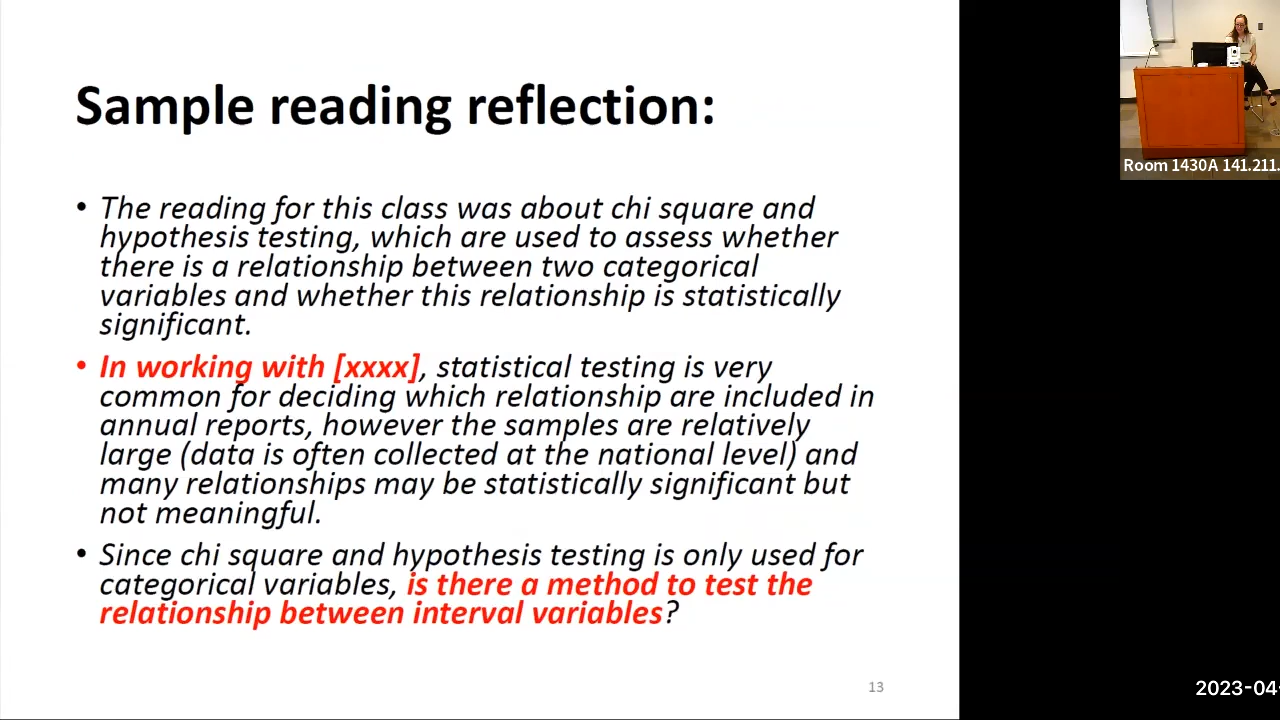 Sample reading reflection:
• The reading for this class was about chi square and
hypothesis testing, which are used to assess whether
there is a relationship between two categorical
variables and whether this relationship is statistically
significant.
• In working with [xxxx], statistical testing is very
common for deciding which relationship are included in
annual reports, however the samples are relatively
large (data is often collected at the national level) and
many relationships may be statistically significant but
not meaningful.
• Since chi square and hypothesis testing is only used for
categorical variables, is there a method to test the
relationship between interval variables?
13
Room 1430A 141.211.
2023-04-